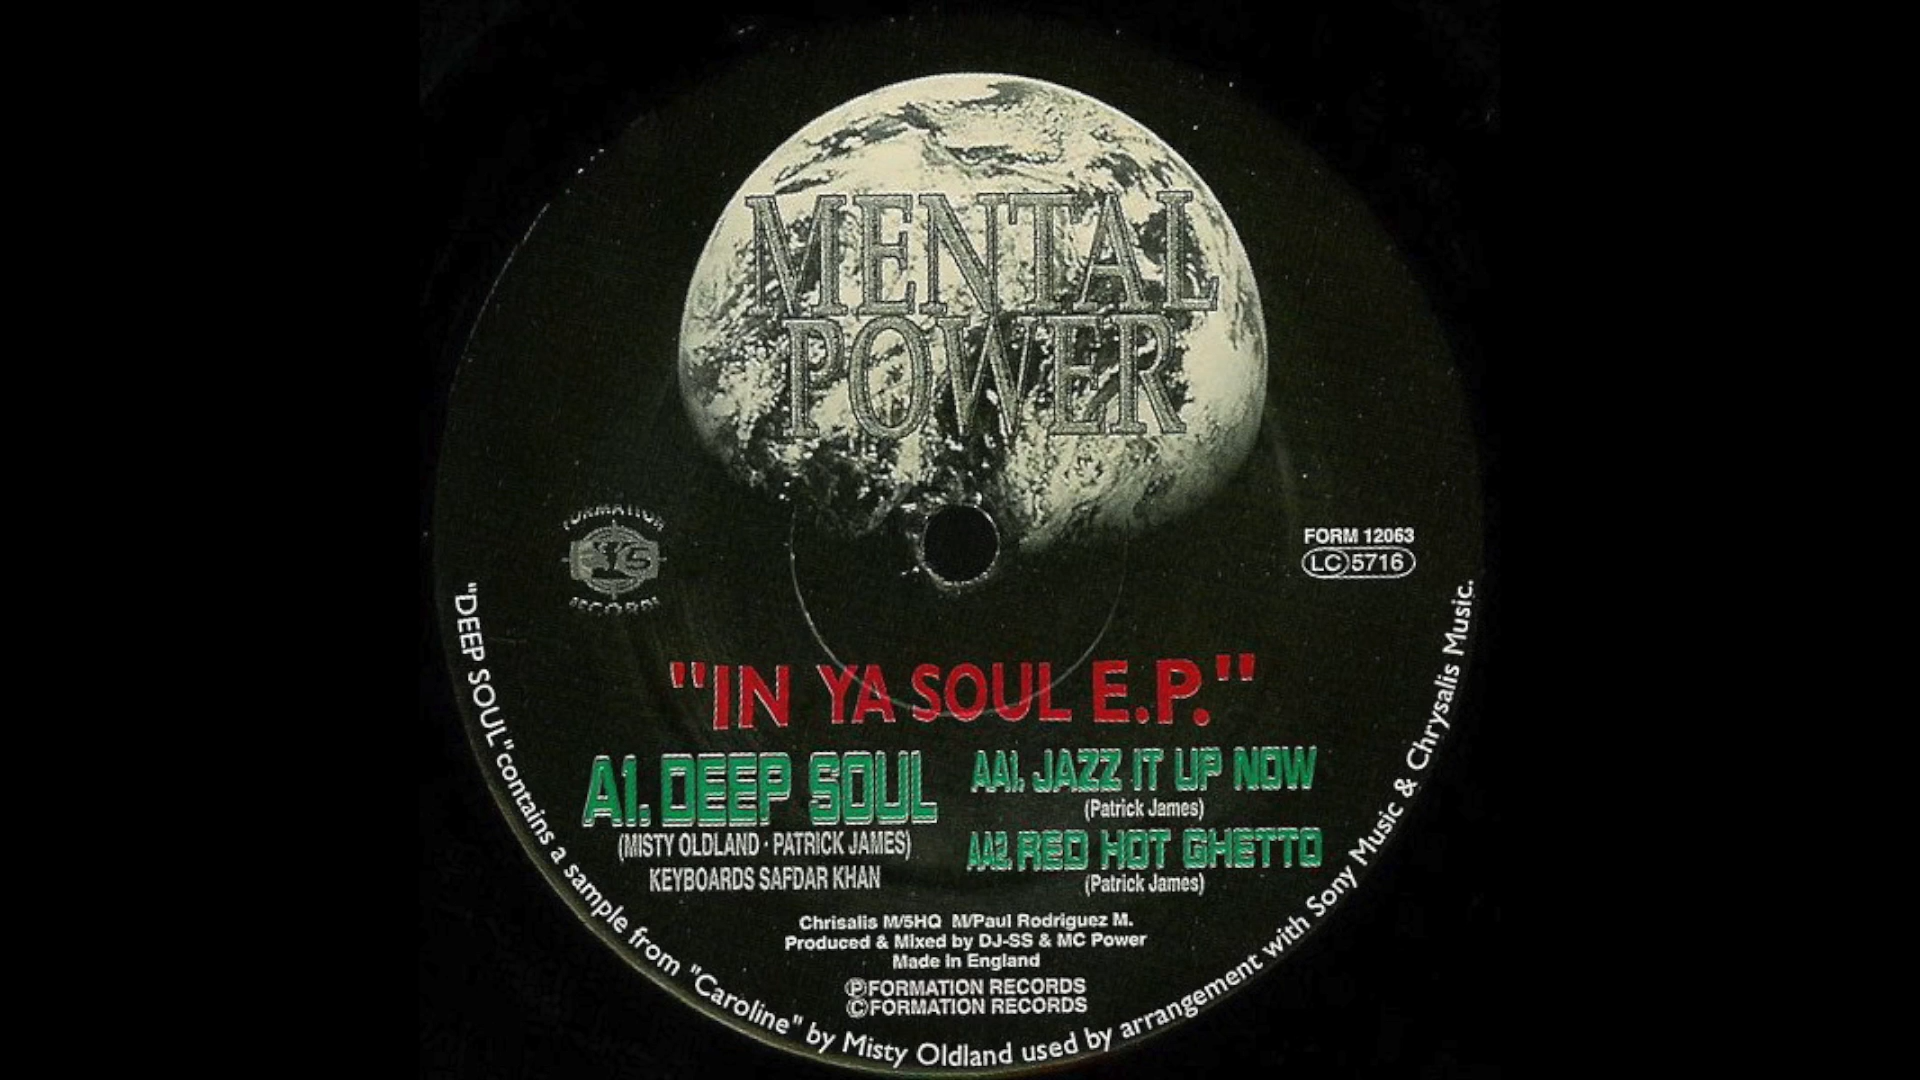 MENTAL
POWER
FORMATION
RECORDS
FORM 12063
LC 5716
"IN YA SOUL E.P."
A1. DEEP SOUL
(MISTY OLDLAND · PATRICK JAMES)
KEYBOARDS SAFDAR KHAN
AA1. JAZZ IT UP NOW
(Patrick James)
AA2. RED HOT GHETTO
(Patrick James)
Chrisalis M/5HQ M/Paul Rodriguez M.
Produced & Mixed by DJ-SS & MC Power
Made In England
ⓅFORMATION RECORDS
©FORMATION RECORDS
"DEEP SOUL" contains a sample from "Caroline" by Misty Oldland used by arrangement with Sony Music & Chrysalis Music.